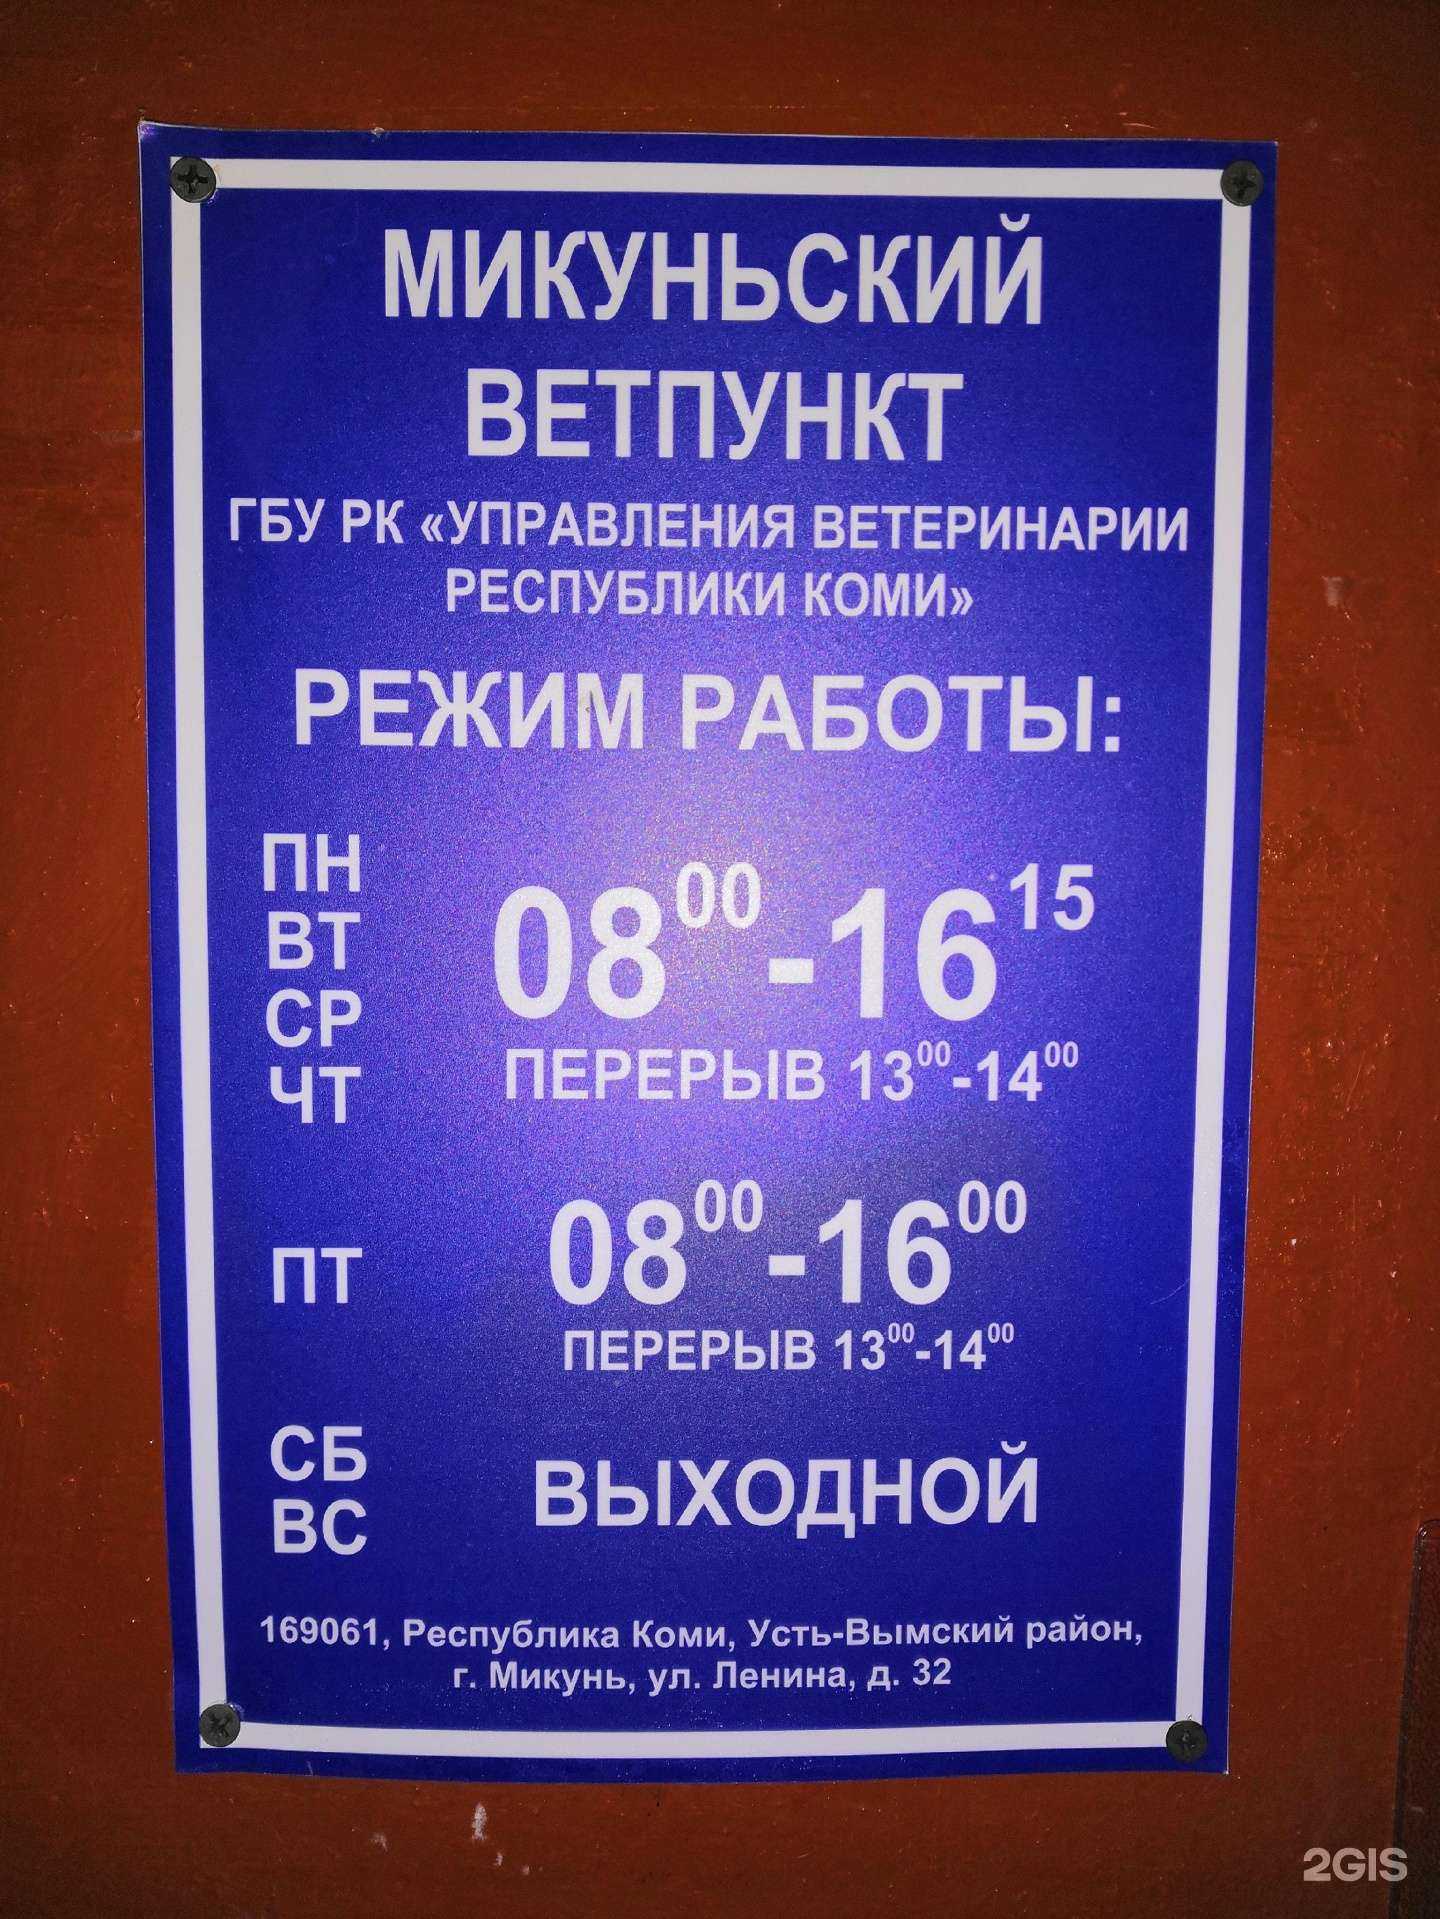 МИКУНЬСКИЙ
ВЕТПУНКТ
ГБУ РК «УПРАВЛЕНИЯ ВЕТЕРИНАРИИ
РЕСПУБЛИКИ КОМИ»
РЕЖИМ РАБОТЫ:
ПН
ВТ
СР
ЧТ
08⁰⁰-16¹⁵
ПЕРЕРЫВ 13⁰⁰-14⁰⁰
ПТ
08⁰⁰-16⁰⁰
ПЕРЕРЫВ 13⁰⁰-14⁰⁰
СБ
ВС
ВЫХОДНОЙ
169061, Республика Коми, Усть-Вымский район,
г. Микунь, ул. Ленина, д. 32
2GIS